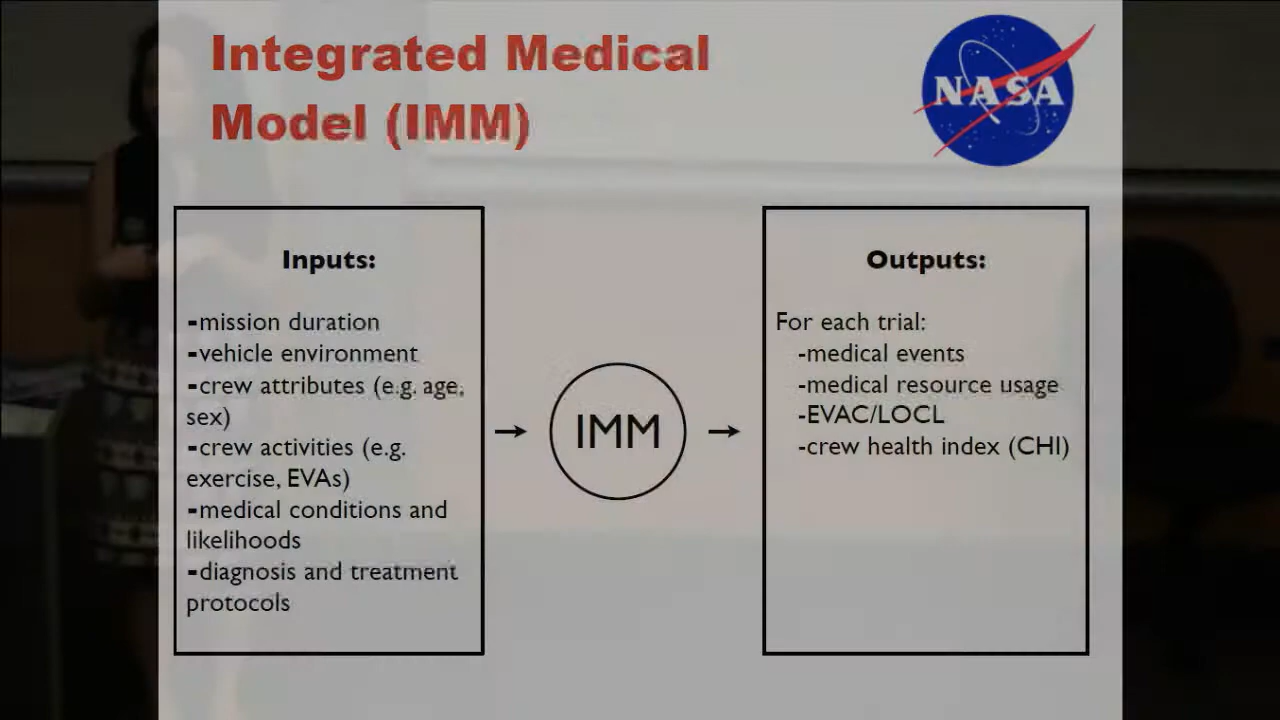 Integrated Medical
Model (IMM)
NASA
Inputs:
-mission duration
-vehicle environment
-crew attributes (e.g. age,
sex)
-crew activities (e.g.
exercise, EVAs)
-medical conditions and
likelihoods
-diagnosis and treatment
protocols
IMM
Outputs:
For each trial:
-medical events
-medical resource usage
-EVAC/LOCL
-crew health index (CHI)